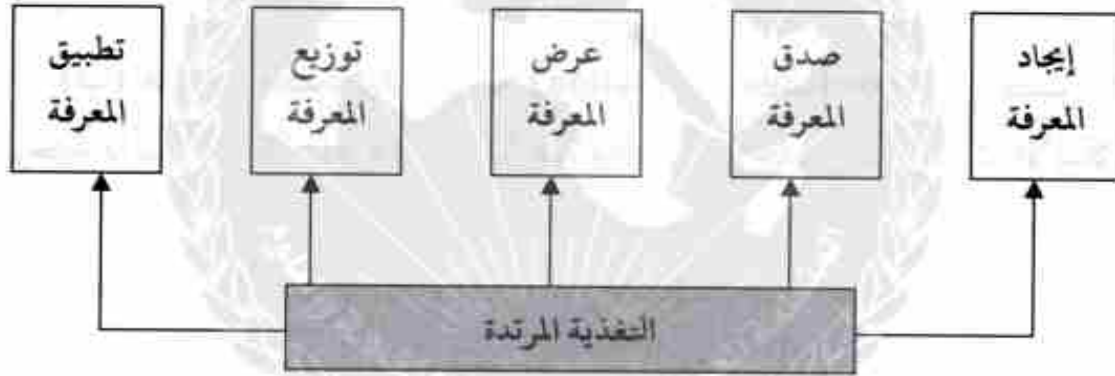 إيجاد
المعرفة
صدق
المعرفة
عرض
المعرفة
توزيع
المعرفة
تطبيق
المعرفة
التغذية المرتدة